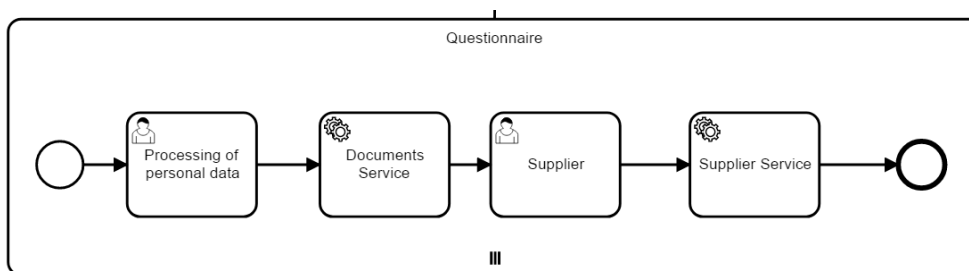 Questionnaire
Processing of
personal data
Documents
Service
Supplier
Supplier Service